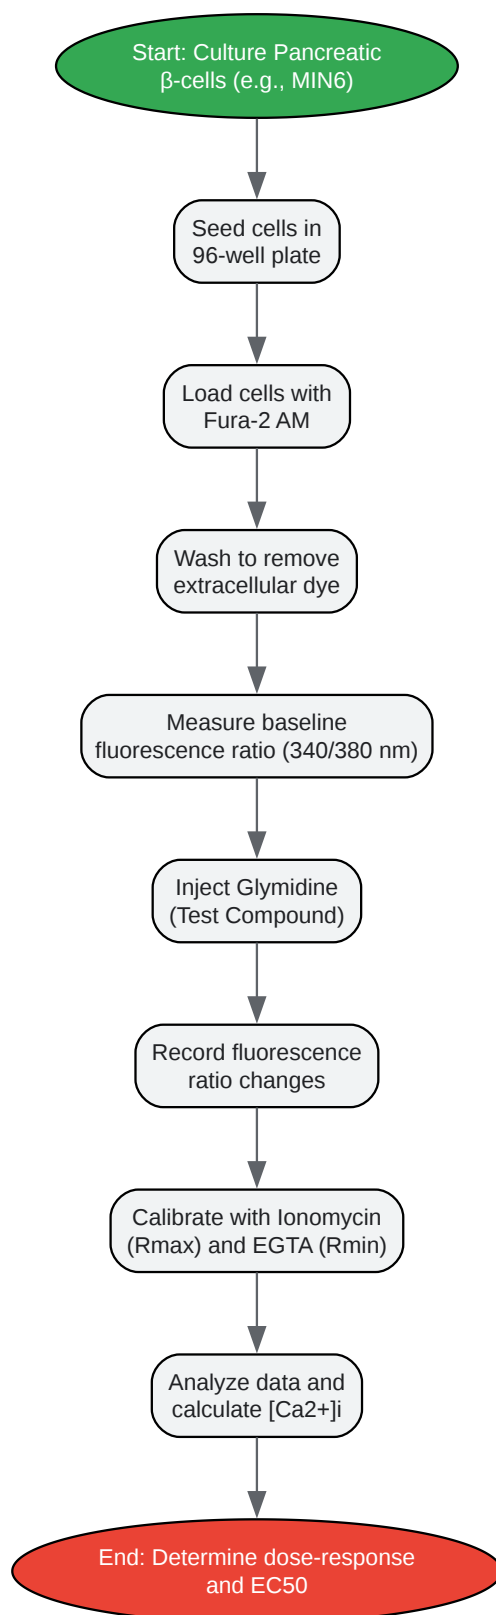 Start: Culture Pancreatic
β-cells (e.g., MIN6)
Seed cells in
96-well plate
Load cells with
Fura-2 AM
Wash to remove
extracellular dye
Measure baseline
fluorescence ratio (340/380 nm)
Inject Glymidine
(Test Compound)
Record fluorescence
ratio changes
Calibrate with Ionomycin
(Rmax) and EGTA (Rmin)
Analyze data and
calculate [Ca2+]i
End: Determine dose-response
and EC50